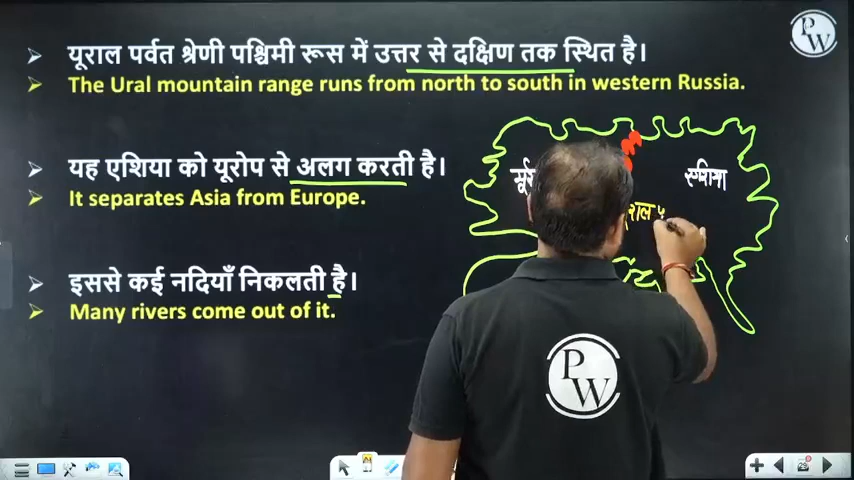 यूराल पर्वत श्रेणी पश्चिमी रूस में उत्तर से दक्षिण तक स्थित है।
The Ural mountain range runs from north to south in western Russia.
यह एशिया को यूरोप से अलग करती है।
It separates Asia from Europe.
इससे कई नदियाँ निकलती है।
Many rivers come out of it.
एशिया
PW
PW